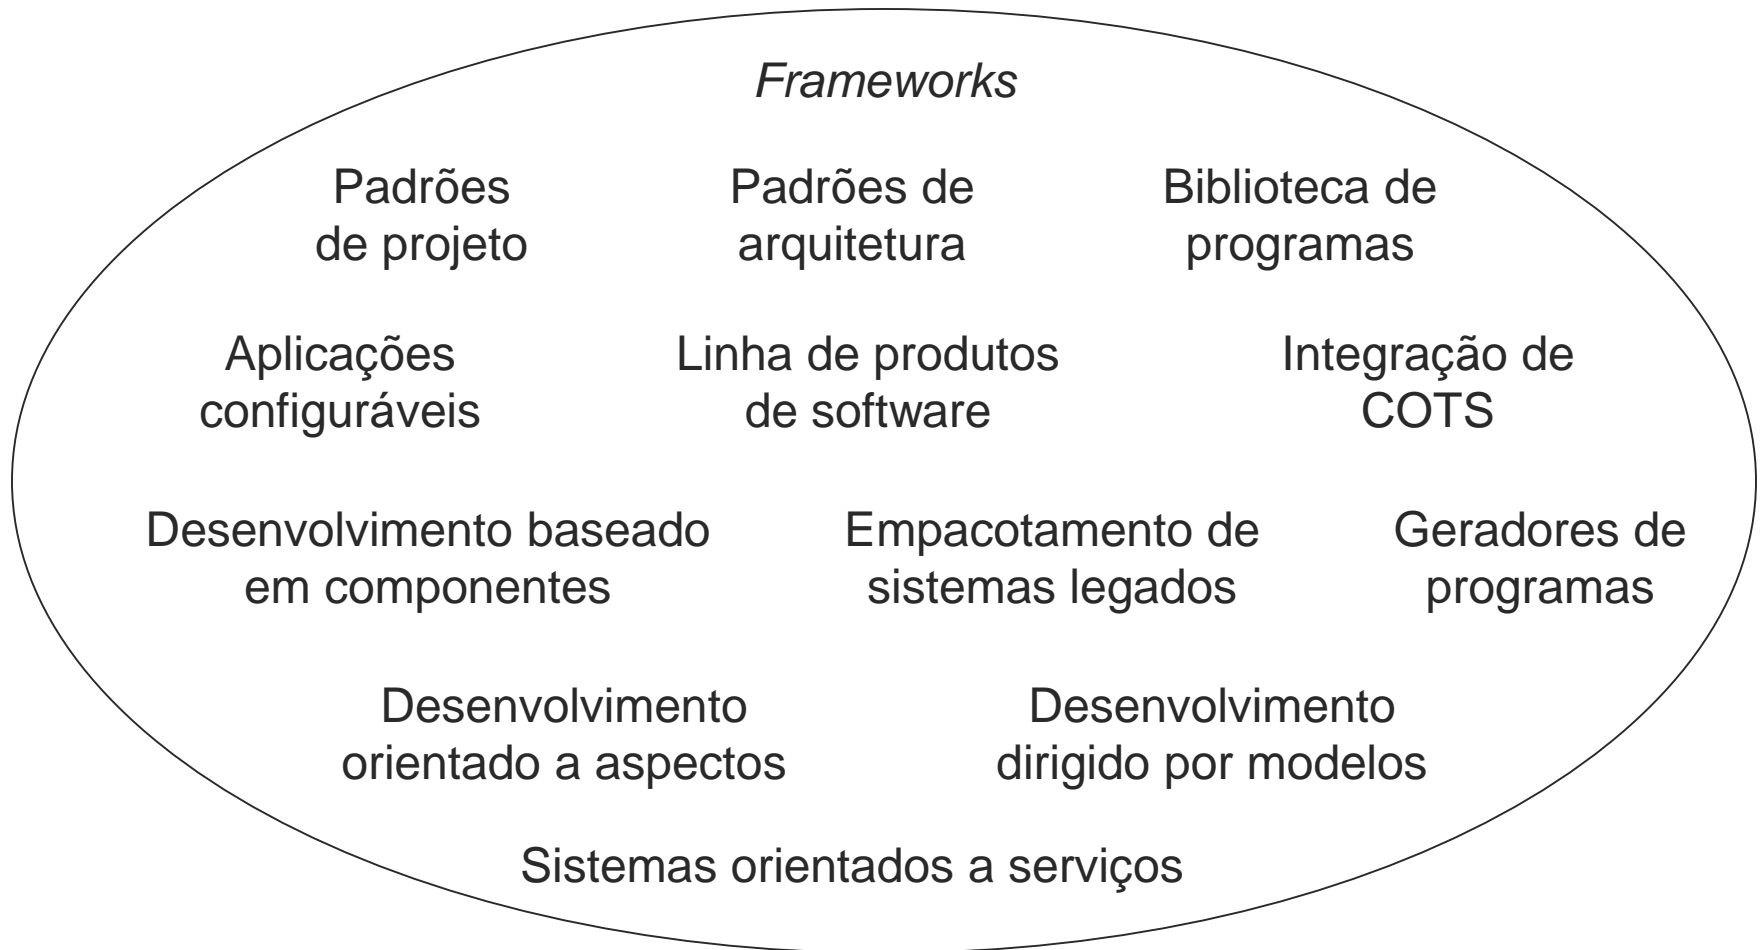 Frameworks
Padrões
de projeto
Padrões de
arquitetura
Biblioteca de
programas
Aplicações
configuráveis
Linha de produtos
de software
Integração de
COTS
Desenvolvimento baseado
em componentes
Empacotamento de
sistemas legados
Geradores de
programas
Desenvolvimento
orientado a aspectos
Desenvolvimento
dirigido por modelos
Sistemas orientados a serviços